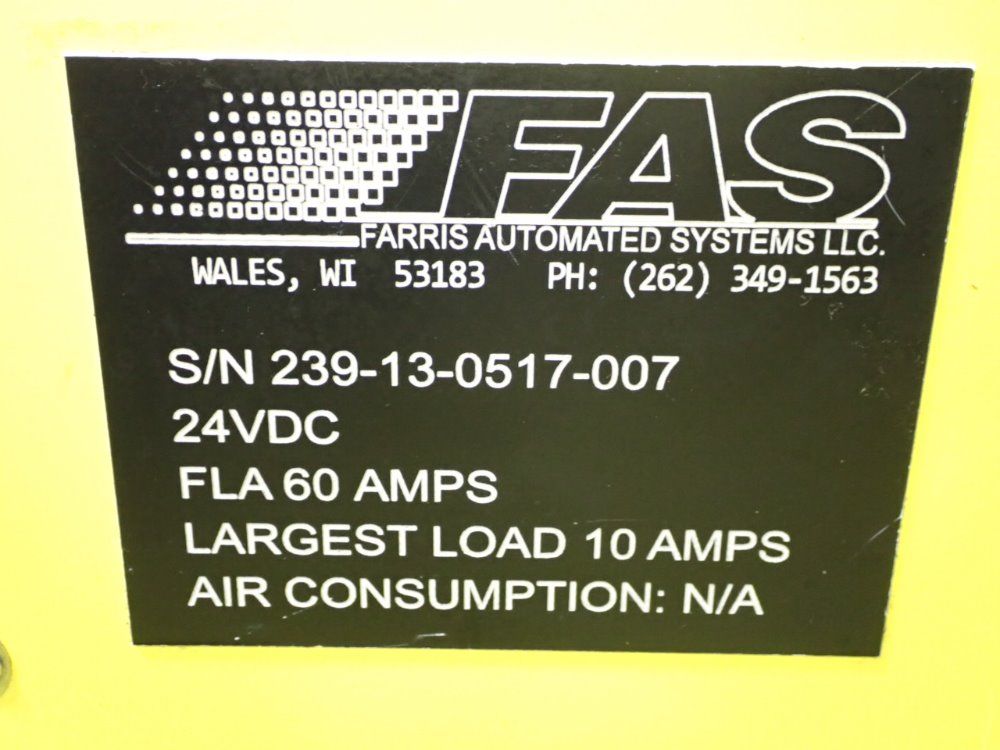 FAS
FARRIS AUTOMATED SYSTEMS LLC.
WALES, WI 53183 PH: (262) 349-1563
S/N 239-13-0517-007
24VDC
FLA 60 AMPS
LARGEST LOAD 10 AMPS
AIR CONSUMPTION: N/A